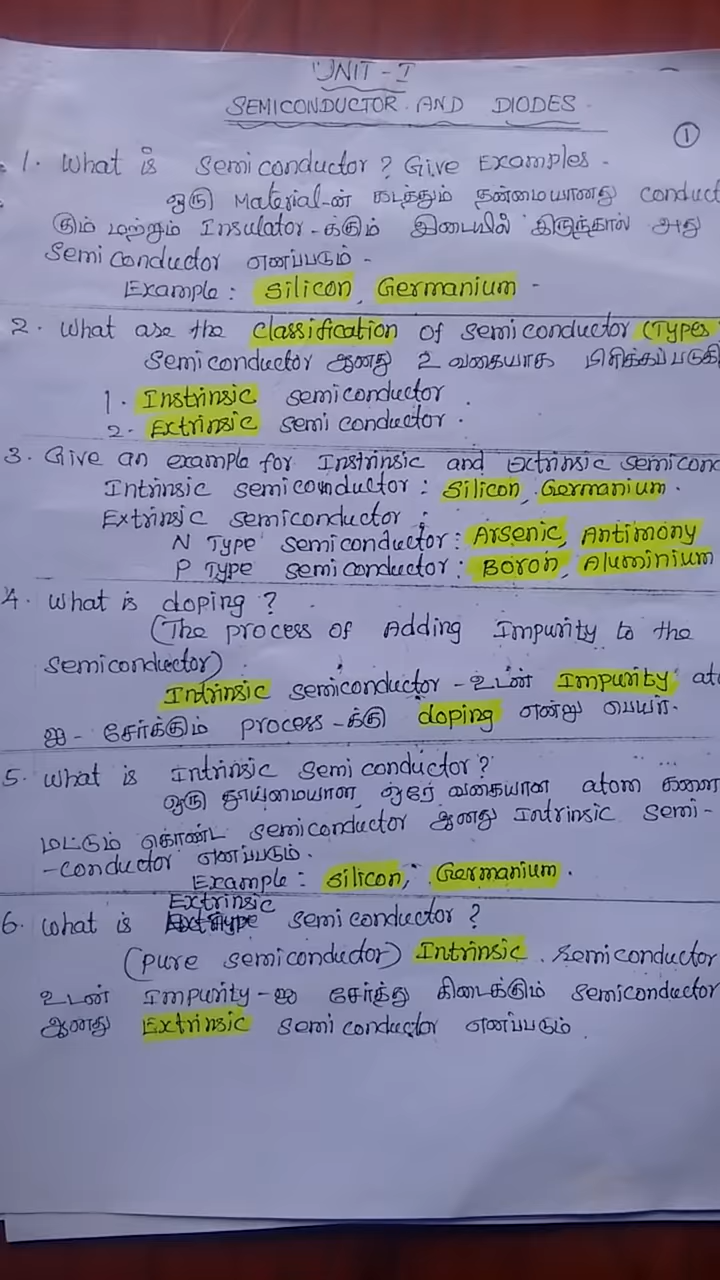 UNIT - I
SEMICONDUCTOR AND DIODES.
①
1. What is semiconductor? Give Examples.
ஒரு Material-ன் கடத்தும் தன்மையானது conduct
க்கும் மற்றும் Insulator-க்கும் இடையில் இருந்தால் அது
Semiconductor எனப்படும்.
Example: Silicon, Germanium.
2. What are the classification of semiconductor (Types
Semiconductor ஆனது 2 வகையாக பிரிக்கப்படுகி
1. Instrinsic semiconductor
2. Extrinsic semiconductor.
3. Give an example for Instrinsic and Extrinsic semicon
Intrinsic semiconductor: Silicon, Germanium.
Extrinsic semiconductor:
N Type semiconductor: Arsenic, Antimony
P Type semiconductor: Boron, Aluminium
4. What is doping?
(The process of Adding Impurity to the
semiconductor)
Intrinsic semiconductor-உடன் Impurity at
ஐ-சேர்க்கும் process-க்கு doping என்று பெயர்.
5. What is Intrinsic semiconductor?
ஒரு தூய்மையான, ஒரே வகையான atom களை
மட்டும் கொண்ட semiconductor ஆனது Intrinsic semi-
-conductor எனப்படும்.
Example: Silicon, Germanium.
Extrinsic
6. What is semiconductor?
(pure semiconductor) Intrinsic semiconductor
உடன் Impurity-ஐ சேர்த்து கிடைக்கும் semiconductor
ஆனது Extrinsic semiconductor எனப்படும்.